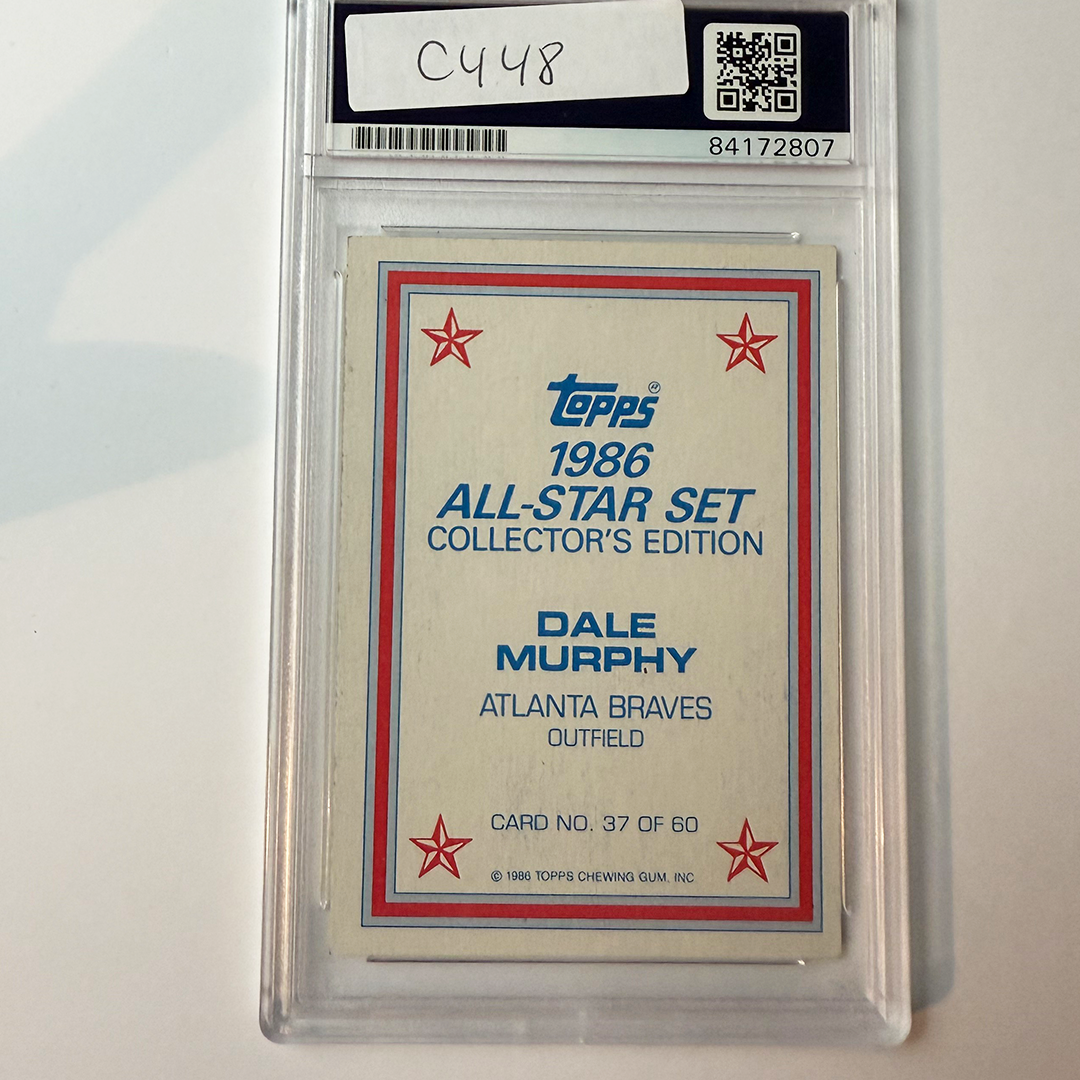 C448
84172807
topps®
1986
ALL-STAR SET
COLLECTOR'S EDITION
DALE
MURPHY
ATLANTA BRAVES
OUTFIELD
CARD NO. 37 OF 60
© 1986 TOPPS CHEWING GUM, INC